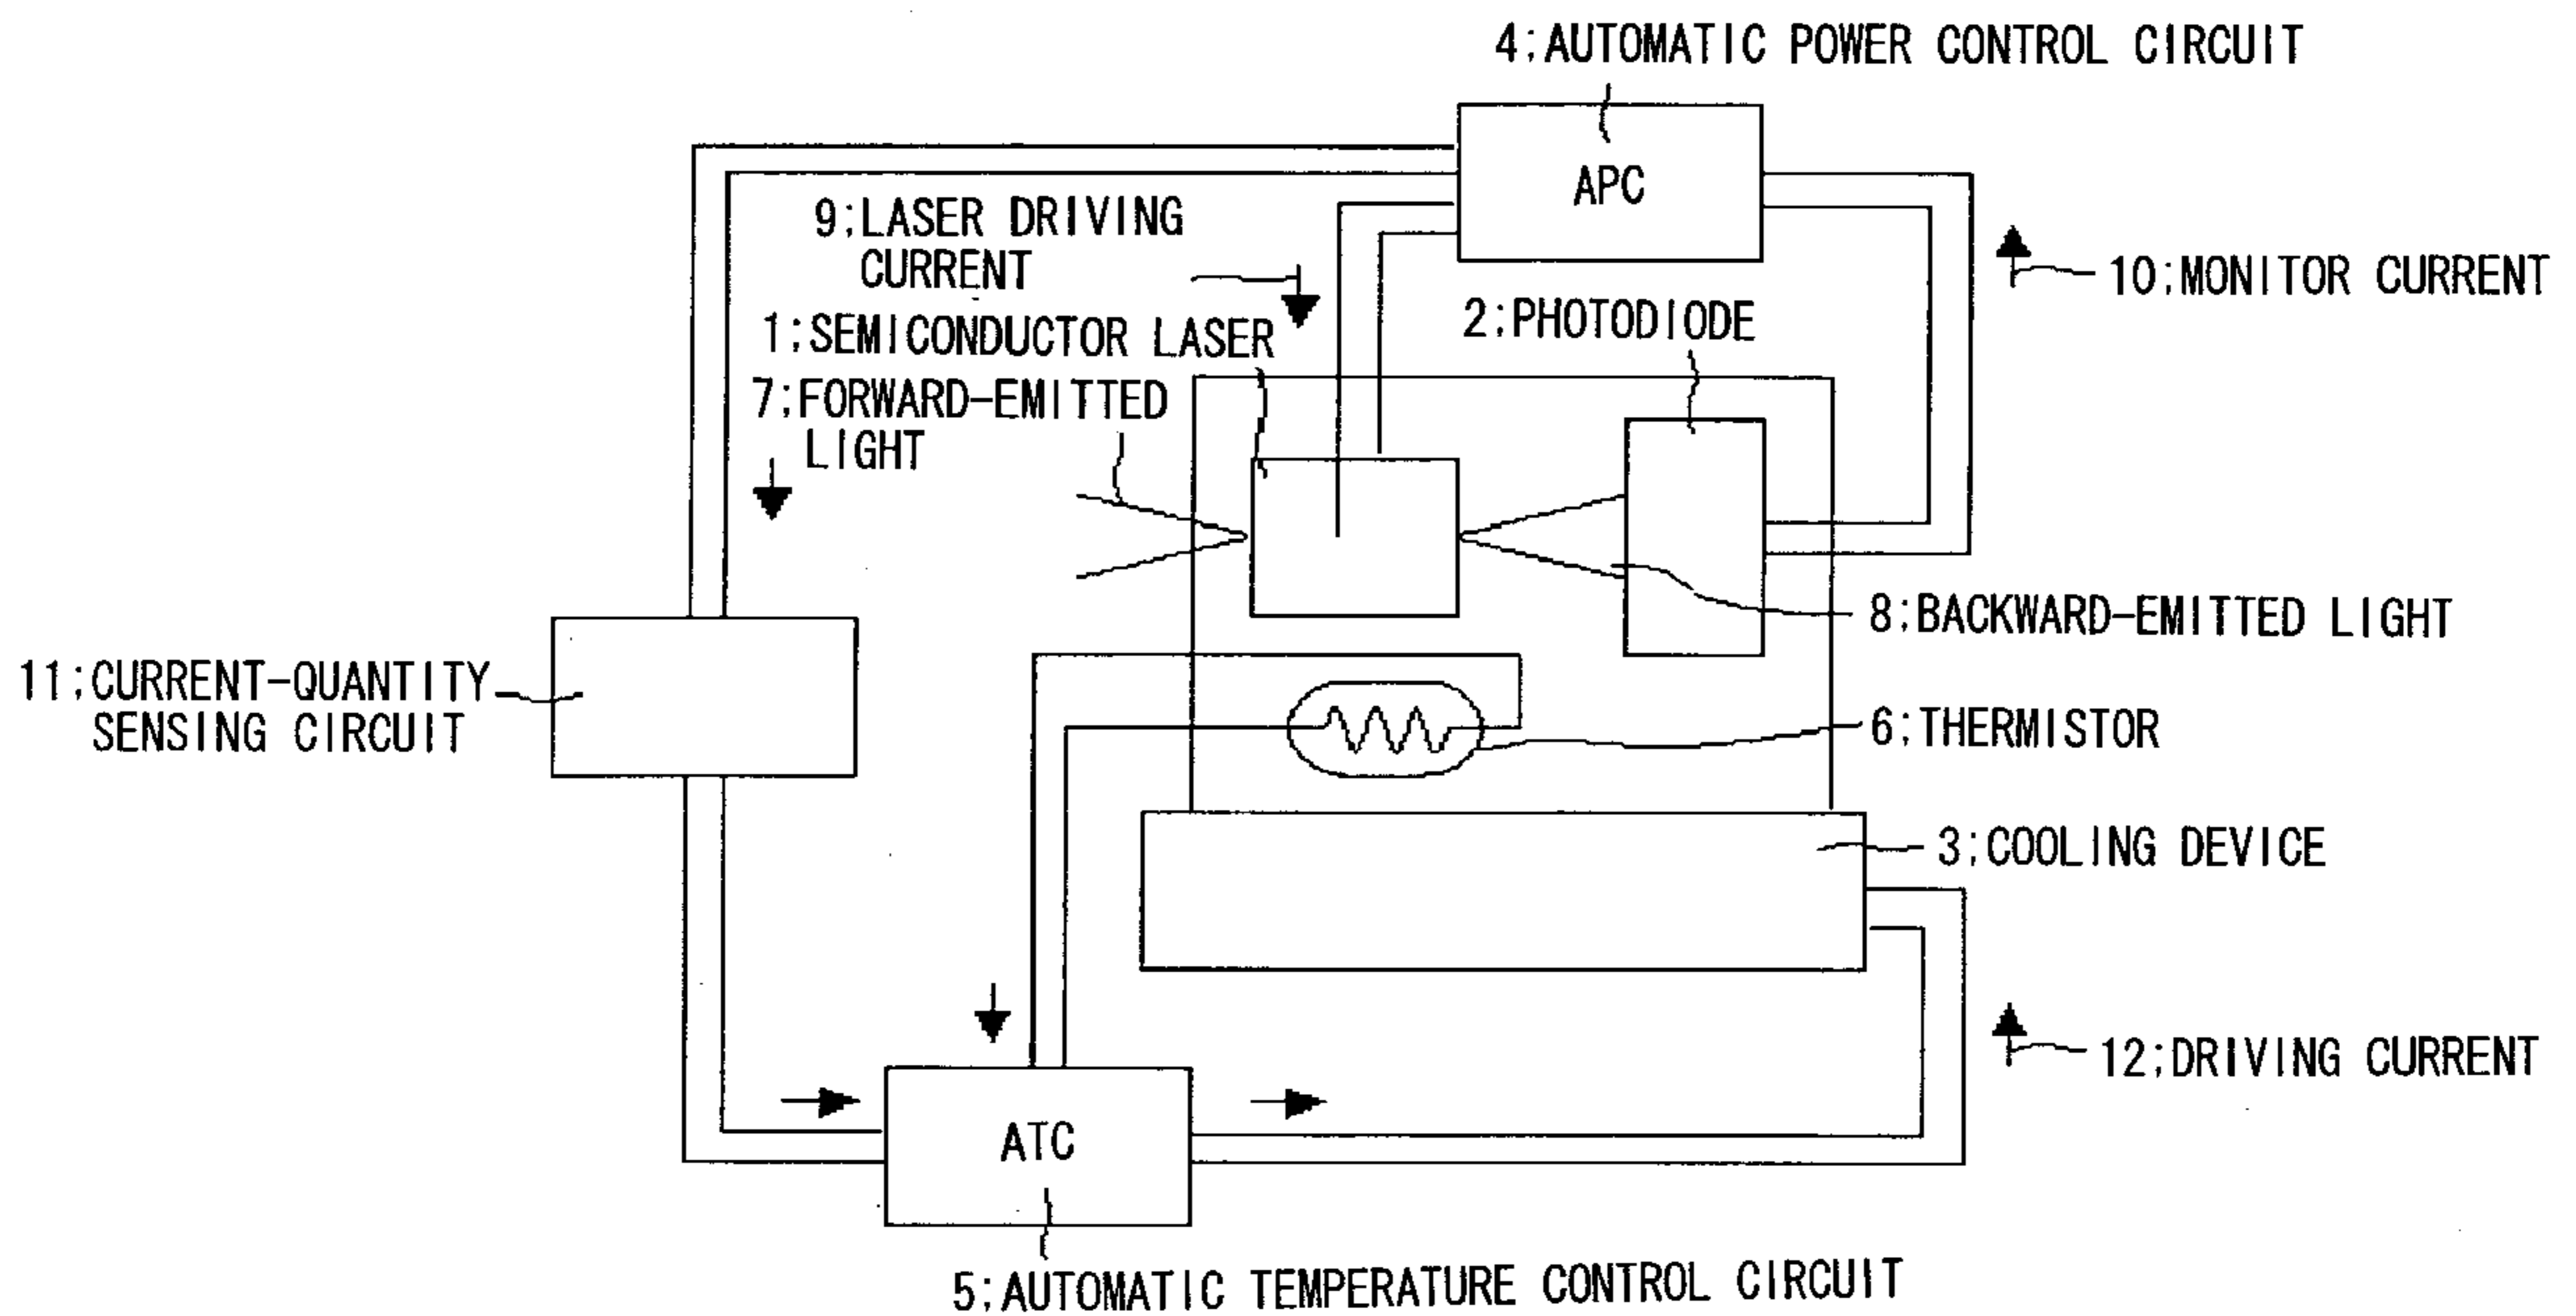 4;AUTOMATIC POWER CONTROL CIRCUIT
APC
9;LASER DRIVING
CURRENT
10;MONITOR CURRENT
1;SEMICONDUCTOR LASER
2;PHOTODIODE
7;FORWARD-EMITTED
LIGHT
8;BACKWARD-EMITTED LIGHT
11;CURRENT-QUANTITY
SENSING CIRCUIT
6;THERMISTOR
3;COOLING DEVICE
12;DRIVING CURRENT
ATC
5;AUTOMATIC TEMPERATURE CONTROL CIRCUIT